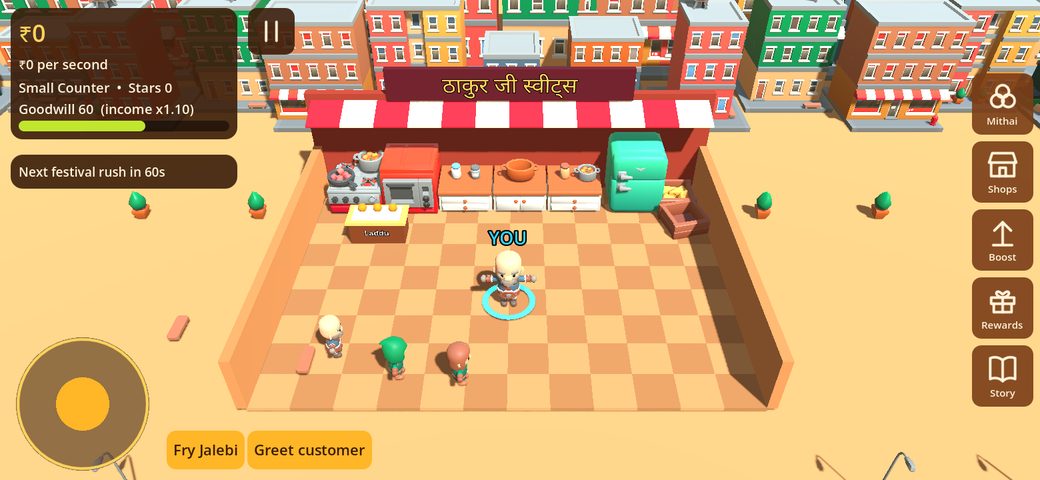 ₹0
₹0 per second
Small Counter • Stars 0
Goodwill 60 (income x1.10)
Next festival rush in 60s
ठाकुर जी स्वीट्स
Laddu
YOU
Mithai
Shops
Boost
Rewards
Story
Fry Jalebi
Greet customer